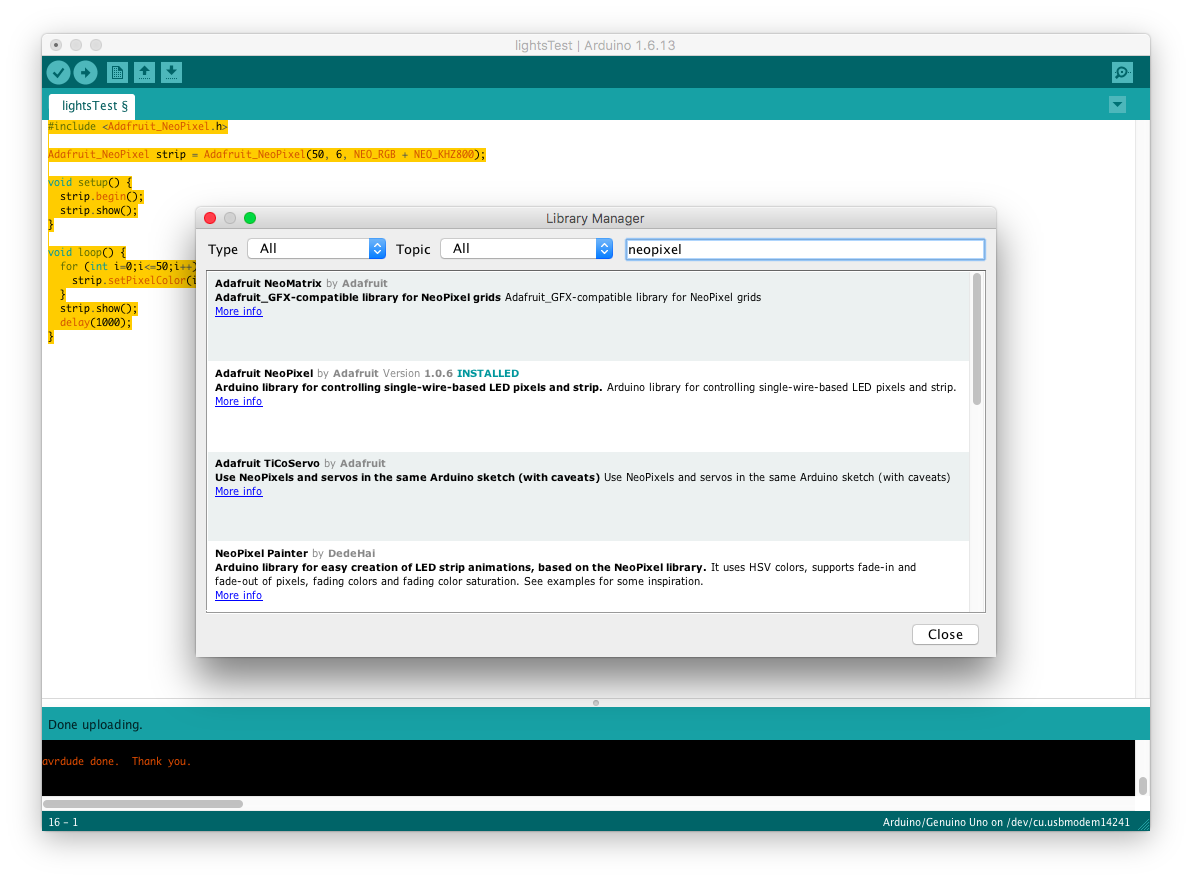 lightsTest | Arduino 1.6.13
lightsTest §
#include <Adafruit_NeoPixel.h>
Adafruit_NeoPixel strip = Adafruit_NeoPixel(50, 6, NEO_RGB + NEO_KHZ800);
void setup() {
strip.begin();
strip.show();
}
void loop() {
for (int i=0;i<=50;i++)
strip.setPixelColor(i
}
strip.show();
delay(1000);
}
Library Manager
Type All Topic All neopixel
Adafruit NeoMatrix by Adafruit
Adafruit_GFX-compatible library for NeoPixel grids Adafruit_GFX-compatible library for NeoPixel grids
More info
Adafruit NeoPixel by Adafruit Version 1.0.6 INSTALLED
Arduino library for controlling single-wire-based LED pixels and strip. Arduino library for controlling single-wire-based LED pixels and strip.
More info
Adafruit TiCoServo by Adafruit
Use NeoPixels and servos in the same Arduino sketch (with caveats) Use NeoPixels and servos in the same Arduino sketch (with caveats)
More info
NeoPixel Painter by DedeHai
Arduino library for easy creation of LED strip animations, based on the NeoPixel library. It uses HSV colors, supports fade-in and
fade-out of pixels, fading colors and fading color saturation. See examples for some inspiration.
More info
Close
Done uploading.
avrdude done.  Thank you.
16 – 1
Arduino/Genuino Uno on /dev/cu.usbmodem14241